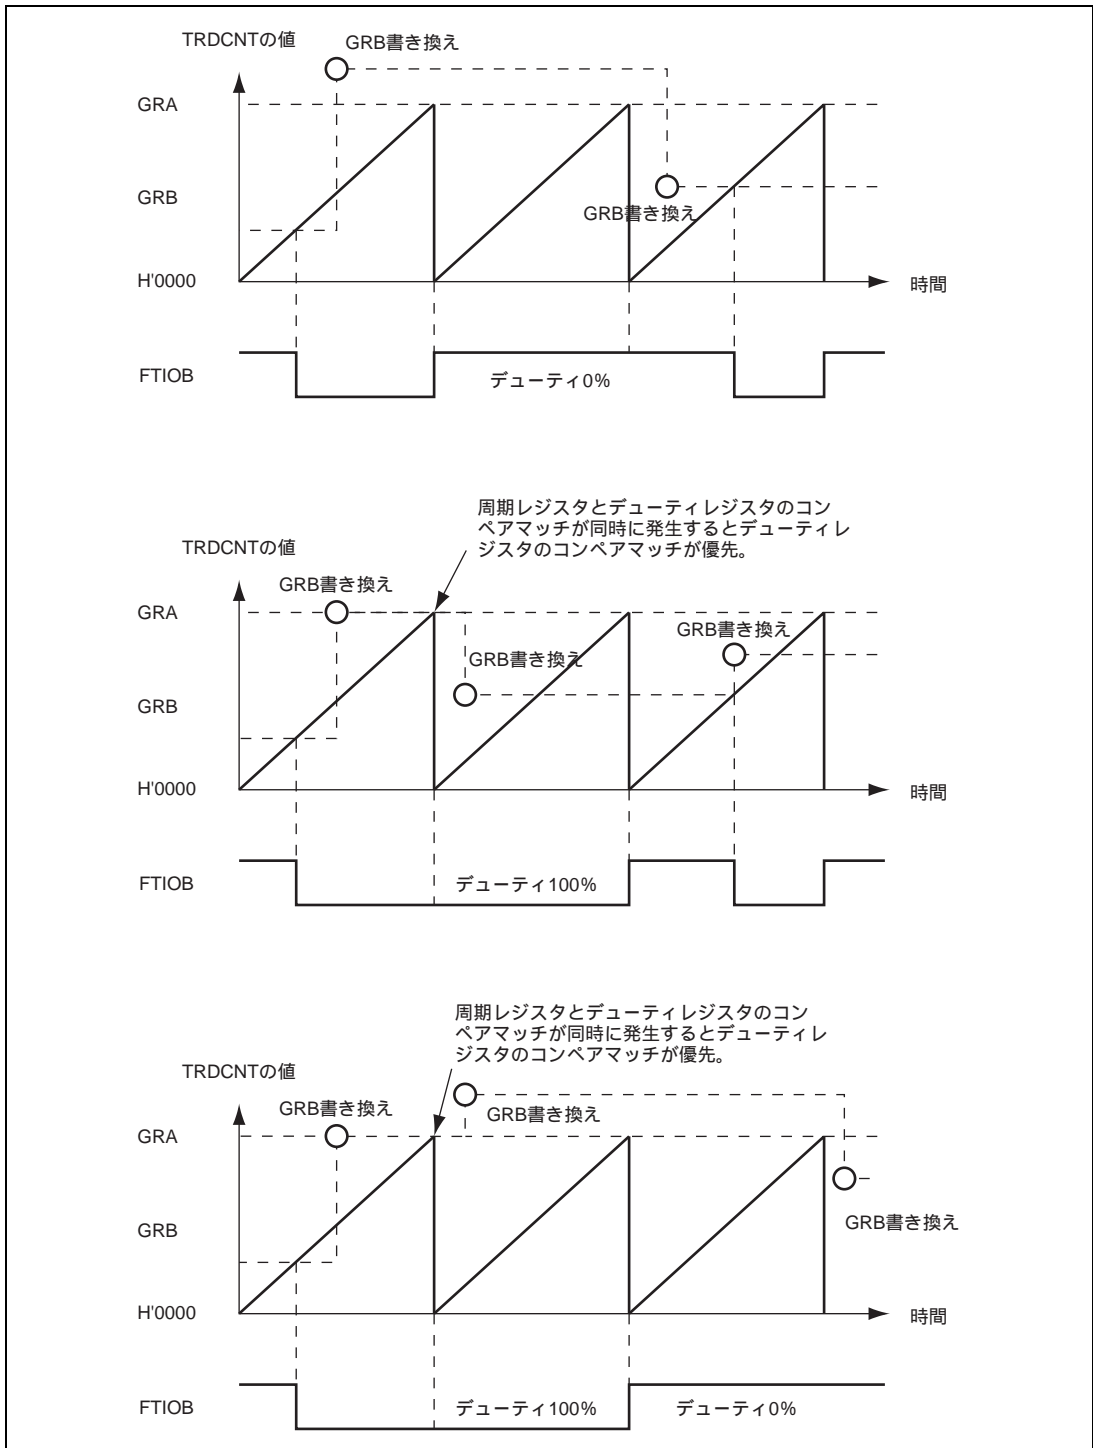 TRDCNTの値
GRB書き換え
GRA
GRB
GRB書き換え
H'0000
時間
FTIOB
デューティ0%
周期レジスタとデューティレジスタのコン
ペアマッチが同時に発生するとデューティレ
ジスタのコンペアマッチが優先。
TRDCNTの値
GRB書き換え
GRA
GRB書き換え
GRB書き換え
GRB
H'0000
時間
FTIOB
デューティ100%
周期レジスタとデューティレジスタのコン
ペアマッチが同時に発生するとデューティレ
ジスタのコンペアマッチが優先。
TRDCNTの値
GRB書き換え
GRB書き換え
GRA
GRB書き換え
GRB
H'0000
時間
FTIOB
デューティ100%
デューティ0%